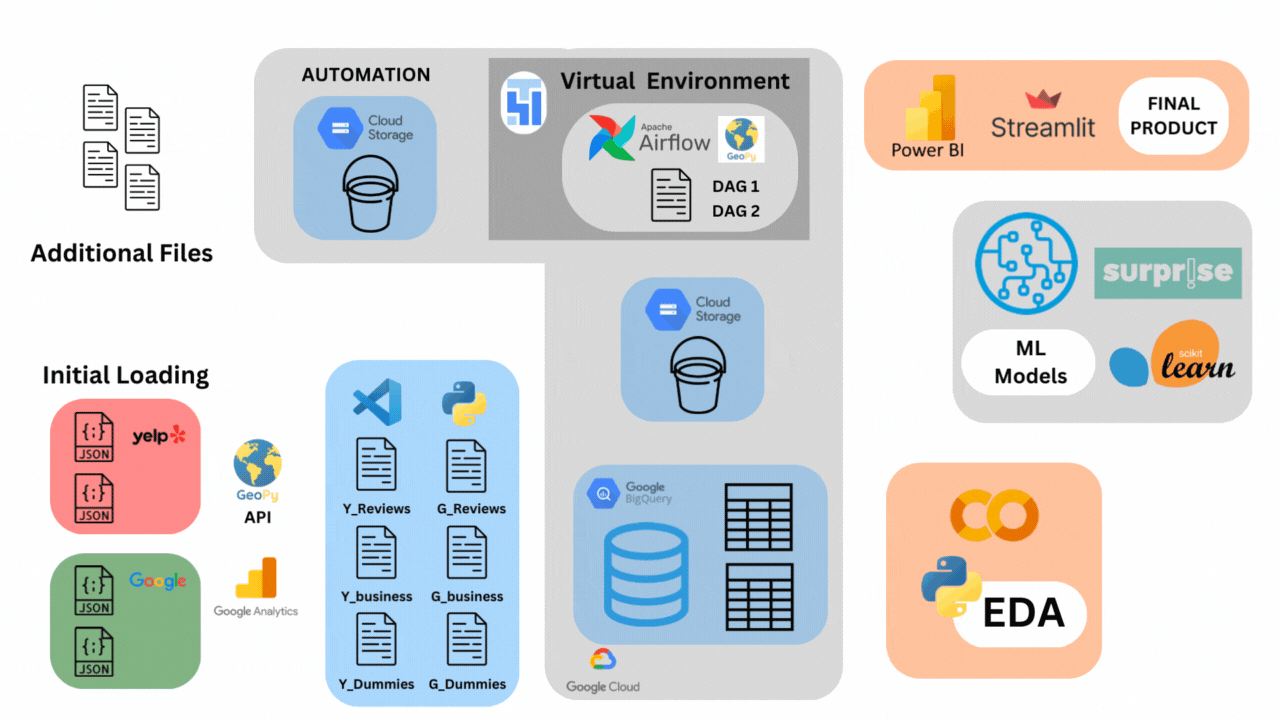 Additional Files
Initial Loading
{;}
JSON
yelp
{;}
JSON
{;}
JSON
Google
{;}
JSON
GeoPy
API
Google Analytics
Y_Reviews
G_Reviews
Y_business
G_business
Y_Dummies
G_Dummies
AUTOMATION
Cloud
Storage
Virtual Environment
Apache
Airflow
GeoPy
DAG 1
DAG 2
Cloud
Storage
Google
BigQuery
Google Cloud
Power BI
Streamlit
FINAL
PRODUCT
surpr!se
ML
Models
scikit
learn
EDA